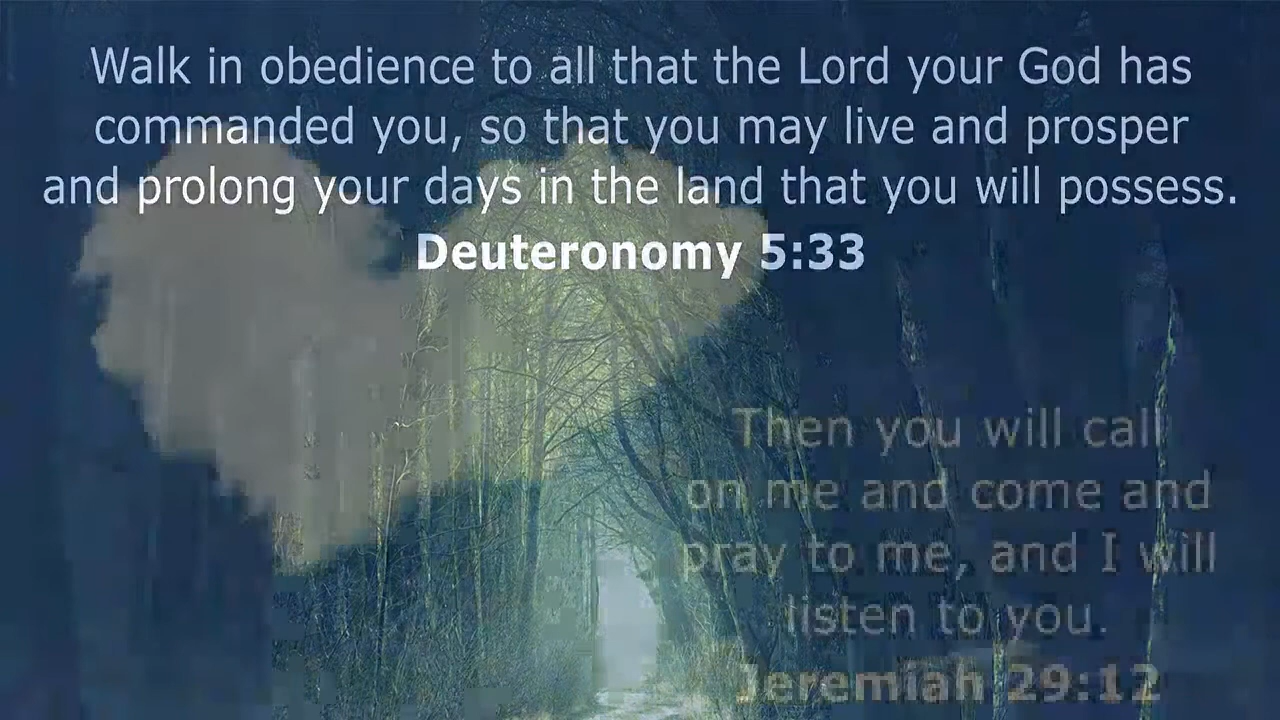 Walk in obedience to all that the Lord your God has
commanded you, so that you may live and prosper
and prolong your days in the land that you will possess.
Deuteronomy 5:33
Then you will call
on me and come and
pray to me, and I will
listen to you.
Jeremiah 29:12